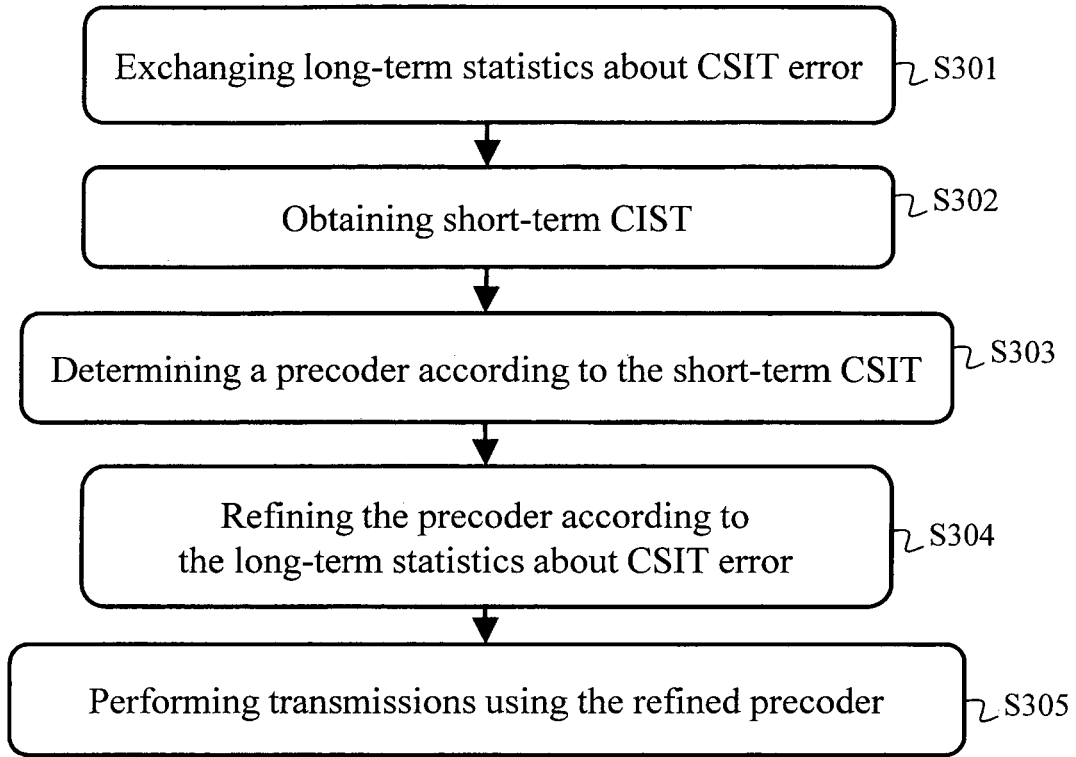 Exchanging long-term statistics about CSIT error
S301
Obtaining short-term CIST
S302
Determining a precoder according to the short-term CSIT
S303
Refining the precoder according to
the long-term statistics about CSIT error
S304
Performing transmissions using the refined precoder
S305